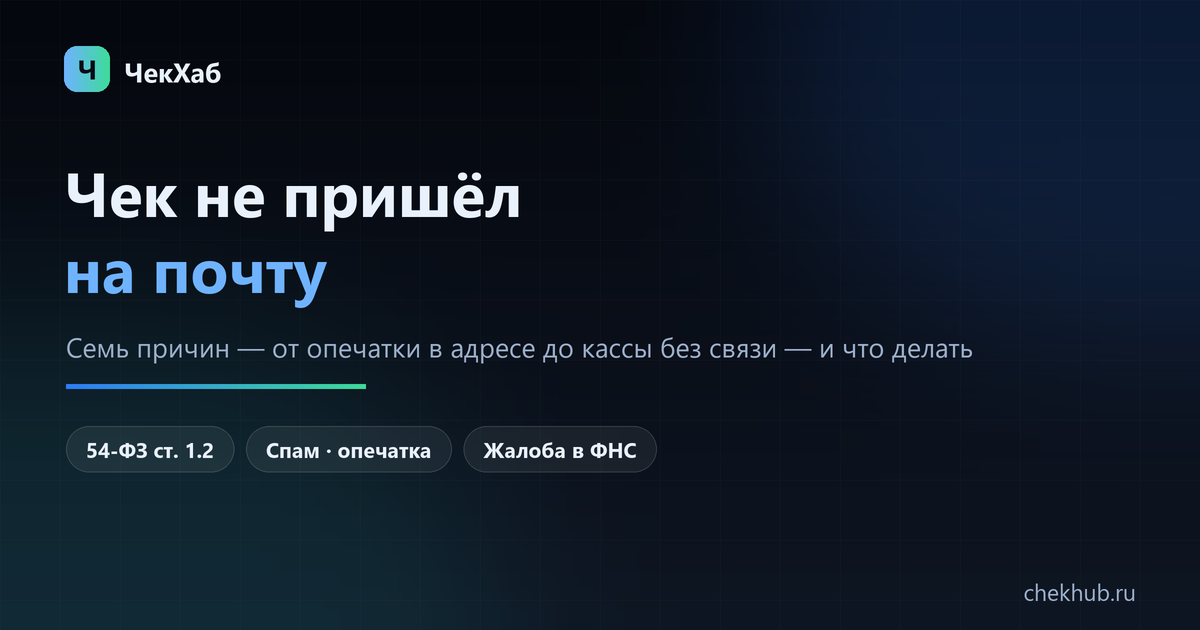 Ч ЧекХаб
Чек не пришёл
на почту
Семь причин — от опечатки в адресе до кассы без связи — и что делать
54-ФЗ ст. 1.2 Спам · опечатка Жалоба в ФНС
chekhub.ru